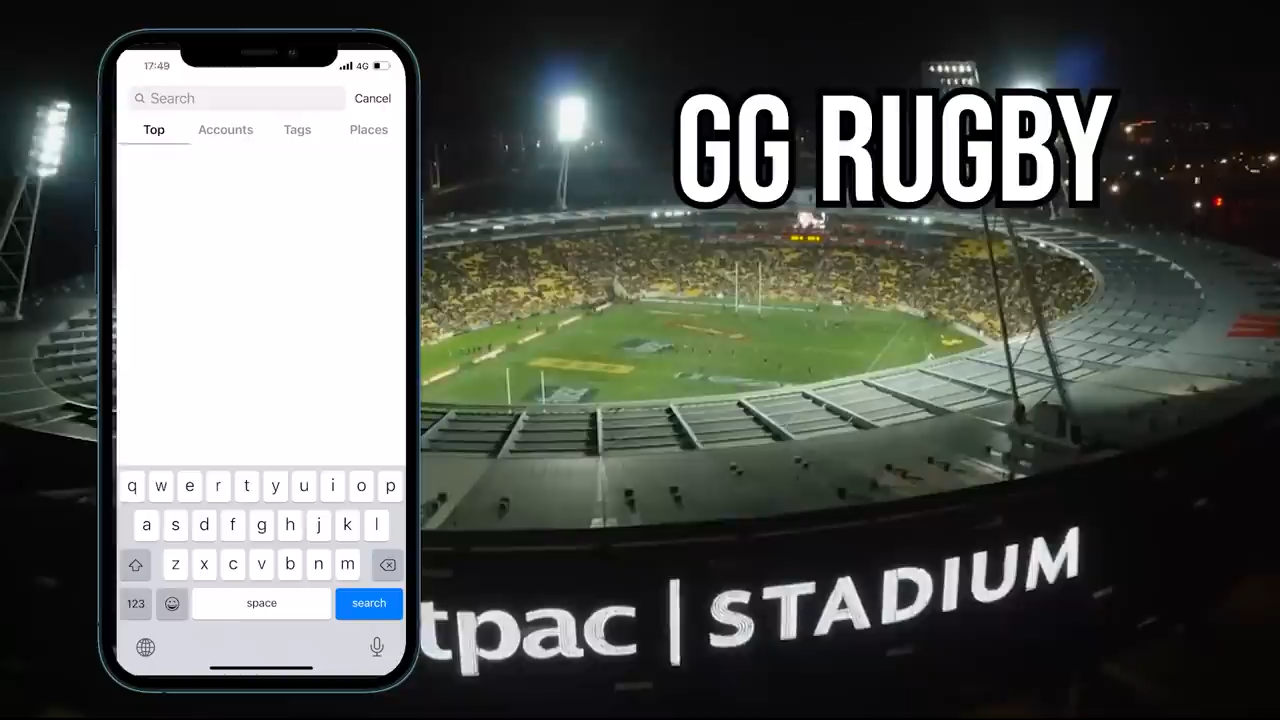 17:49
4G
Search
Cancel
Top
Accounts
Tags
Places
GG RUGBY
q w e r t y u i o p
a s d f g h j k l
z x c v b n m
123
space
search
tpac | STADIUM